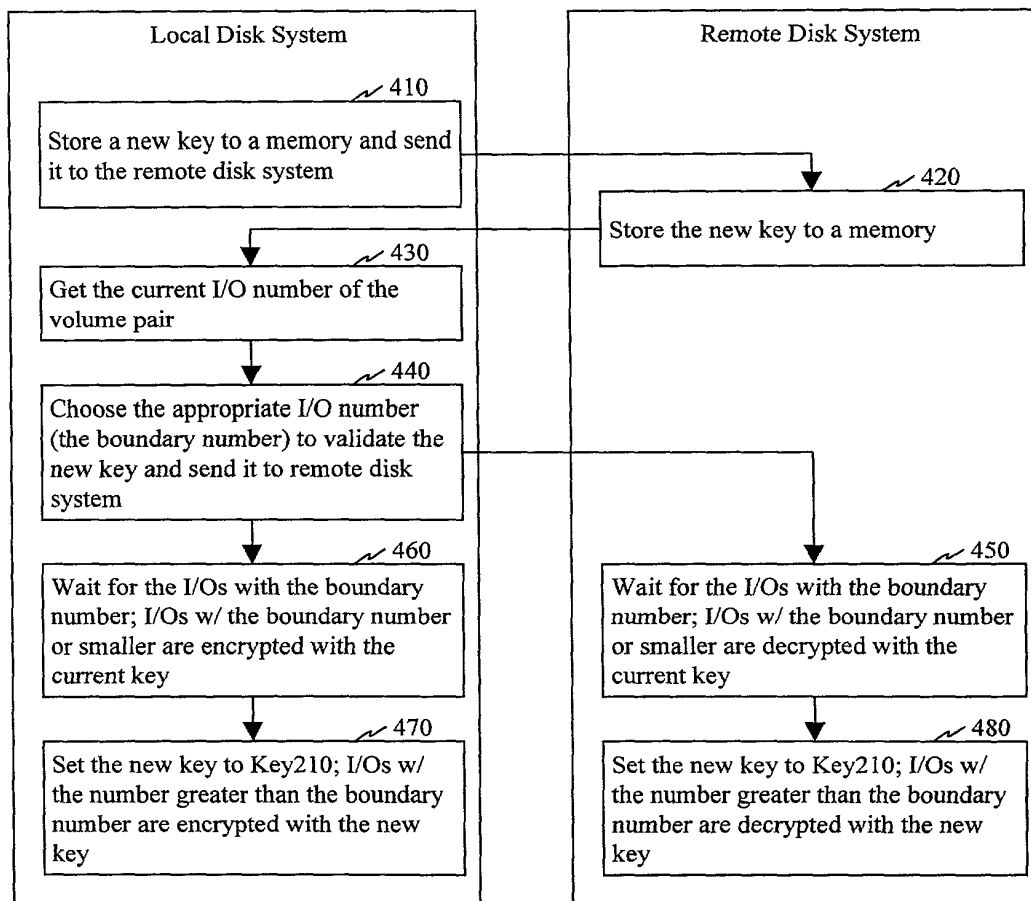 Local Disk System
Remote Disk System
410
Store a new key to a memory and send
it to the remote disk system
420
Store the new key to a memory
430
Get the current I/O number of the
volume pair
440
Choose the appropriate I/O number
(the boundary number) to validate the
new key and send it to remote disk
system
460
Wait for the I/Os with the boundary
number; I/Os w/ the boundary number
or smaller are encrypted with the
current key
450
Wait for the I/Os with the boundary
number; I/Os w/ the boundary number
or smaller are decrypted with the
current key
470
Set the new key to Key210; I/Os w/
the number greater than the boundary
number are encrypted with the new
key
480
Set the new key to Key210; I/Os w/
the number greater than the boundary
number are decrypted with the new
key